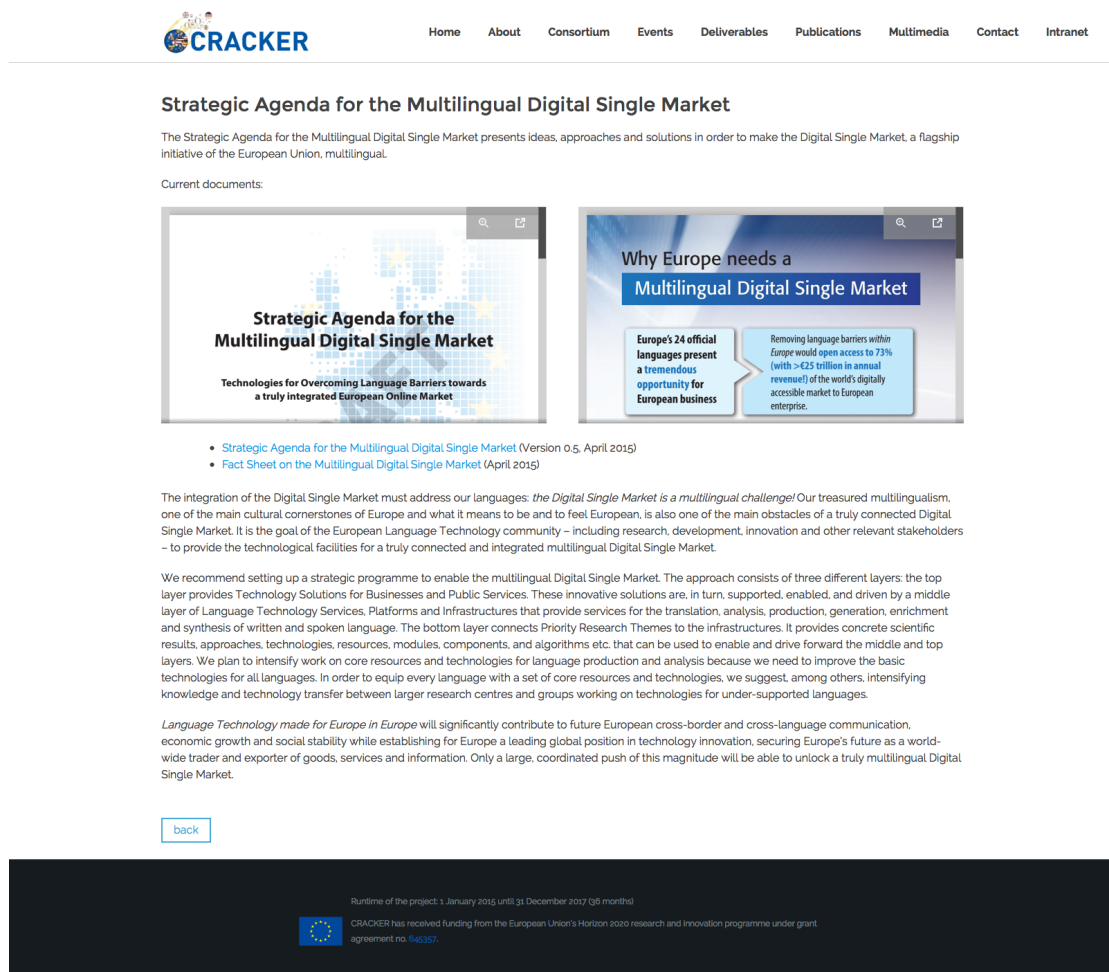 CRACKER
Home About Consortium Events Deliverables Publications Multimedia Contact Intranet
Strategic Agenda for the Multilingual Digital Single Market
The Strategic Agenda for the Multilingual Digital Single Market presents ideas, approaches and solutions in order to make the Digital Single Market, a flagship
initiative of the European Union, multilingual.
Current documents:
Strategic Agenda for the
Multilingual Digital Single Market
Technologies for Overcoming Language Barriers towards
a truly integrated European Online Market
DRAFT
Why Europe needs a
Multilingual Digital Single Market
Europe's 24 official
languages present
a tremendous
opportunity for
European business
Removing language barriers within
Europe would open access to 73%
(with >€25 trillion in annual
revenue!) of the world's digitally
accessible market to European
enterprise.
• Strategic Agenda for the Multilingual Digital Single Market (Version 0.5, April 2015)
• Fact Sheet on the Multilingual Digital Single Market (April 2015)
The integration of the Digital Single Market must address our languages: the Digital Single Market is a multilingual challenge! Our treasured multilingualism,
one of the main cultural cornerstones of Europe and what it means to be and to feel European, is also one of the main obstacles of a truly connected Digital
Single Market. It is the goal of the European Language Technology community – including research, development, innovation and other relevant stakeholders
– to provide the technological facilities for a truly connected and integrated multilingual Digital Single Market.
We recommend setting up a strategic programme to enable the multilingual Digital Single Market. The approach consists of three different layers: the top
layer provides Technology Solutions for Businesses and Public Services. These innovative solutions are, in turn, supported, enabled, and driven by a middle
layer of Language Technology Services, Platforms and Infrastructures that provide services for the translation, analysis, production, generation, enrichment
and synthesis of written and spoken language. The bottom layer connects Priority Research Themes to the infrastructures. It provides concrete scientific
results, approaches, technologies, resources, modules, components, and algorithms etc. that can be used to enable and drive forward the middle and top
layers. We plan to intensify work on core resources and technologies for language production and analysis because we need to improve the basic
technologies for all languages. In order to equip every language with a set of core resources and technologies, we suggest, among others, intensifying
knowledge and technology transfer between larger research centres and groups working on technologies for under-supported languages.
Language Technology made for Europe in Europe will significantly contribute to future European cross-border and cross-language communication,
economic growth and social stability while establishing for Europe a leading global position in technology innovation, securing Europe's future as a world-
wide trader and exporter of goods, services and information. Only a large, coordinated push of this magnitude will be able to unlock a truly multilingual Digital
Single Market.
back
Runtime of the project: 1 January 2015 until 31 December 2017 (36 months)
CRACKER has received funding from the European Union's Horizon 2020 research and innovation programme under grant
agreement no. 645357.